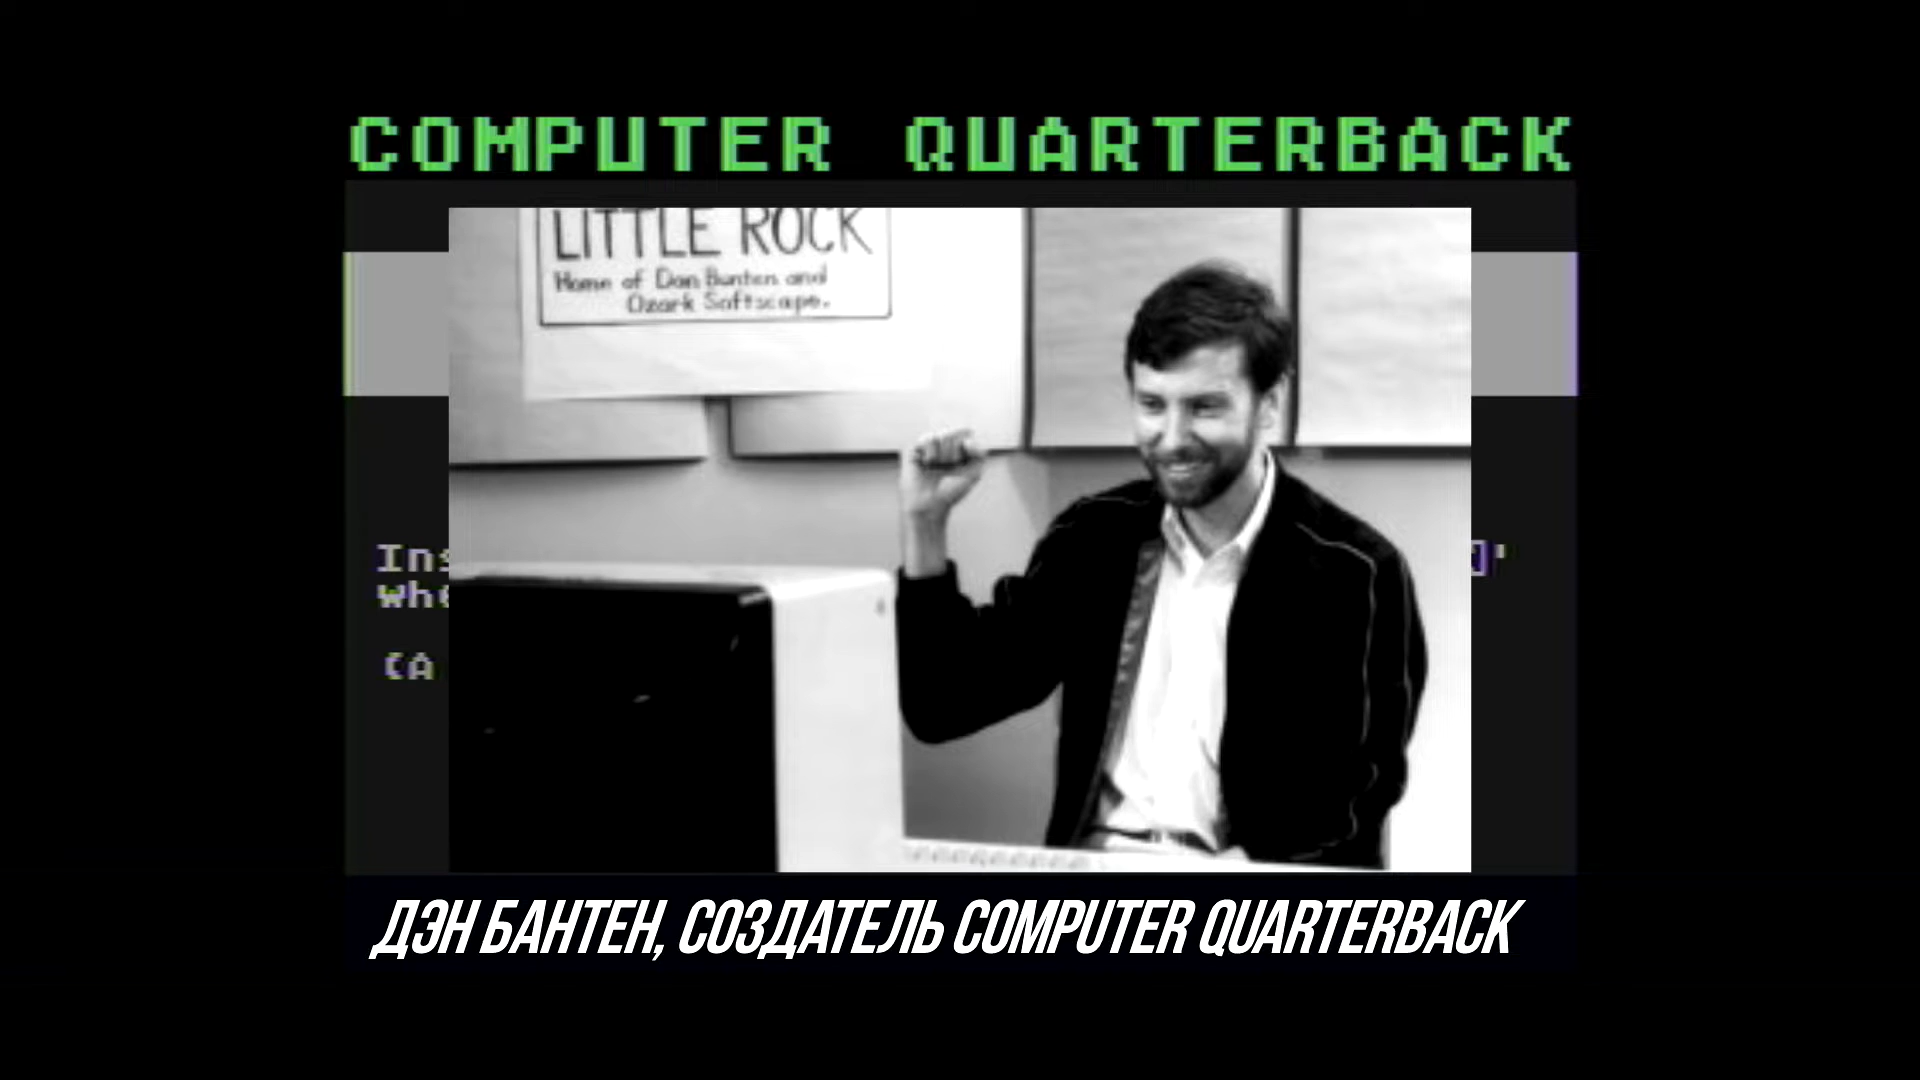 COMPUTER QUARTERBACK
LITTLE ROCK
Home of Dan Bunten and
Ozark Softscape.
ДЭН БАНТЕН, СОЗДАТЕЛЬ COMPUTER QUARTERBACK